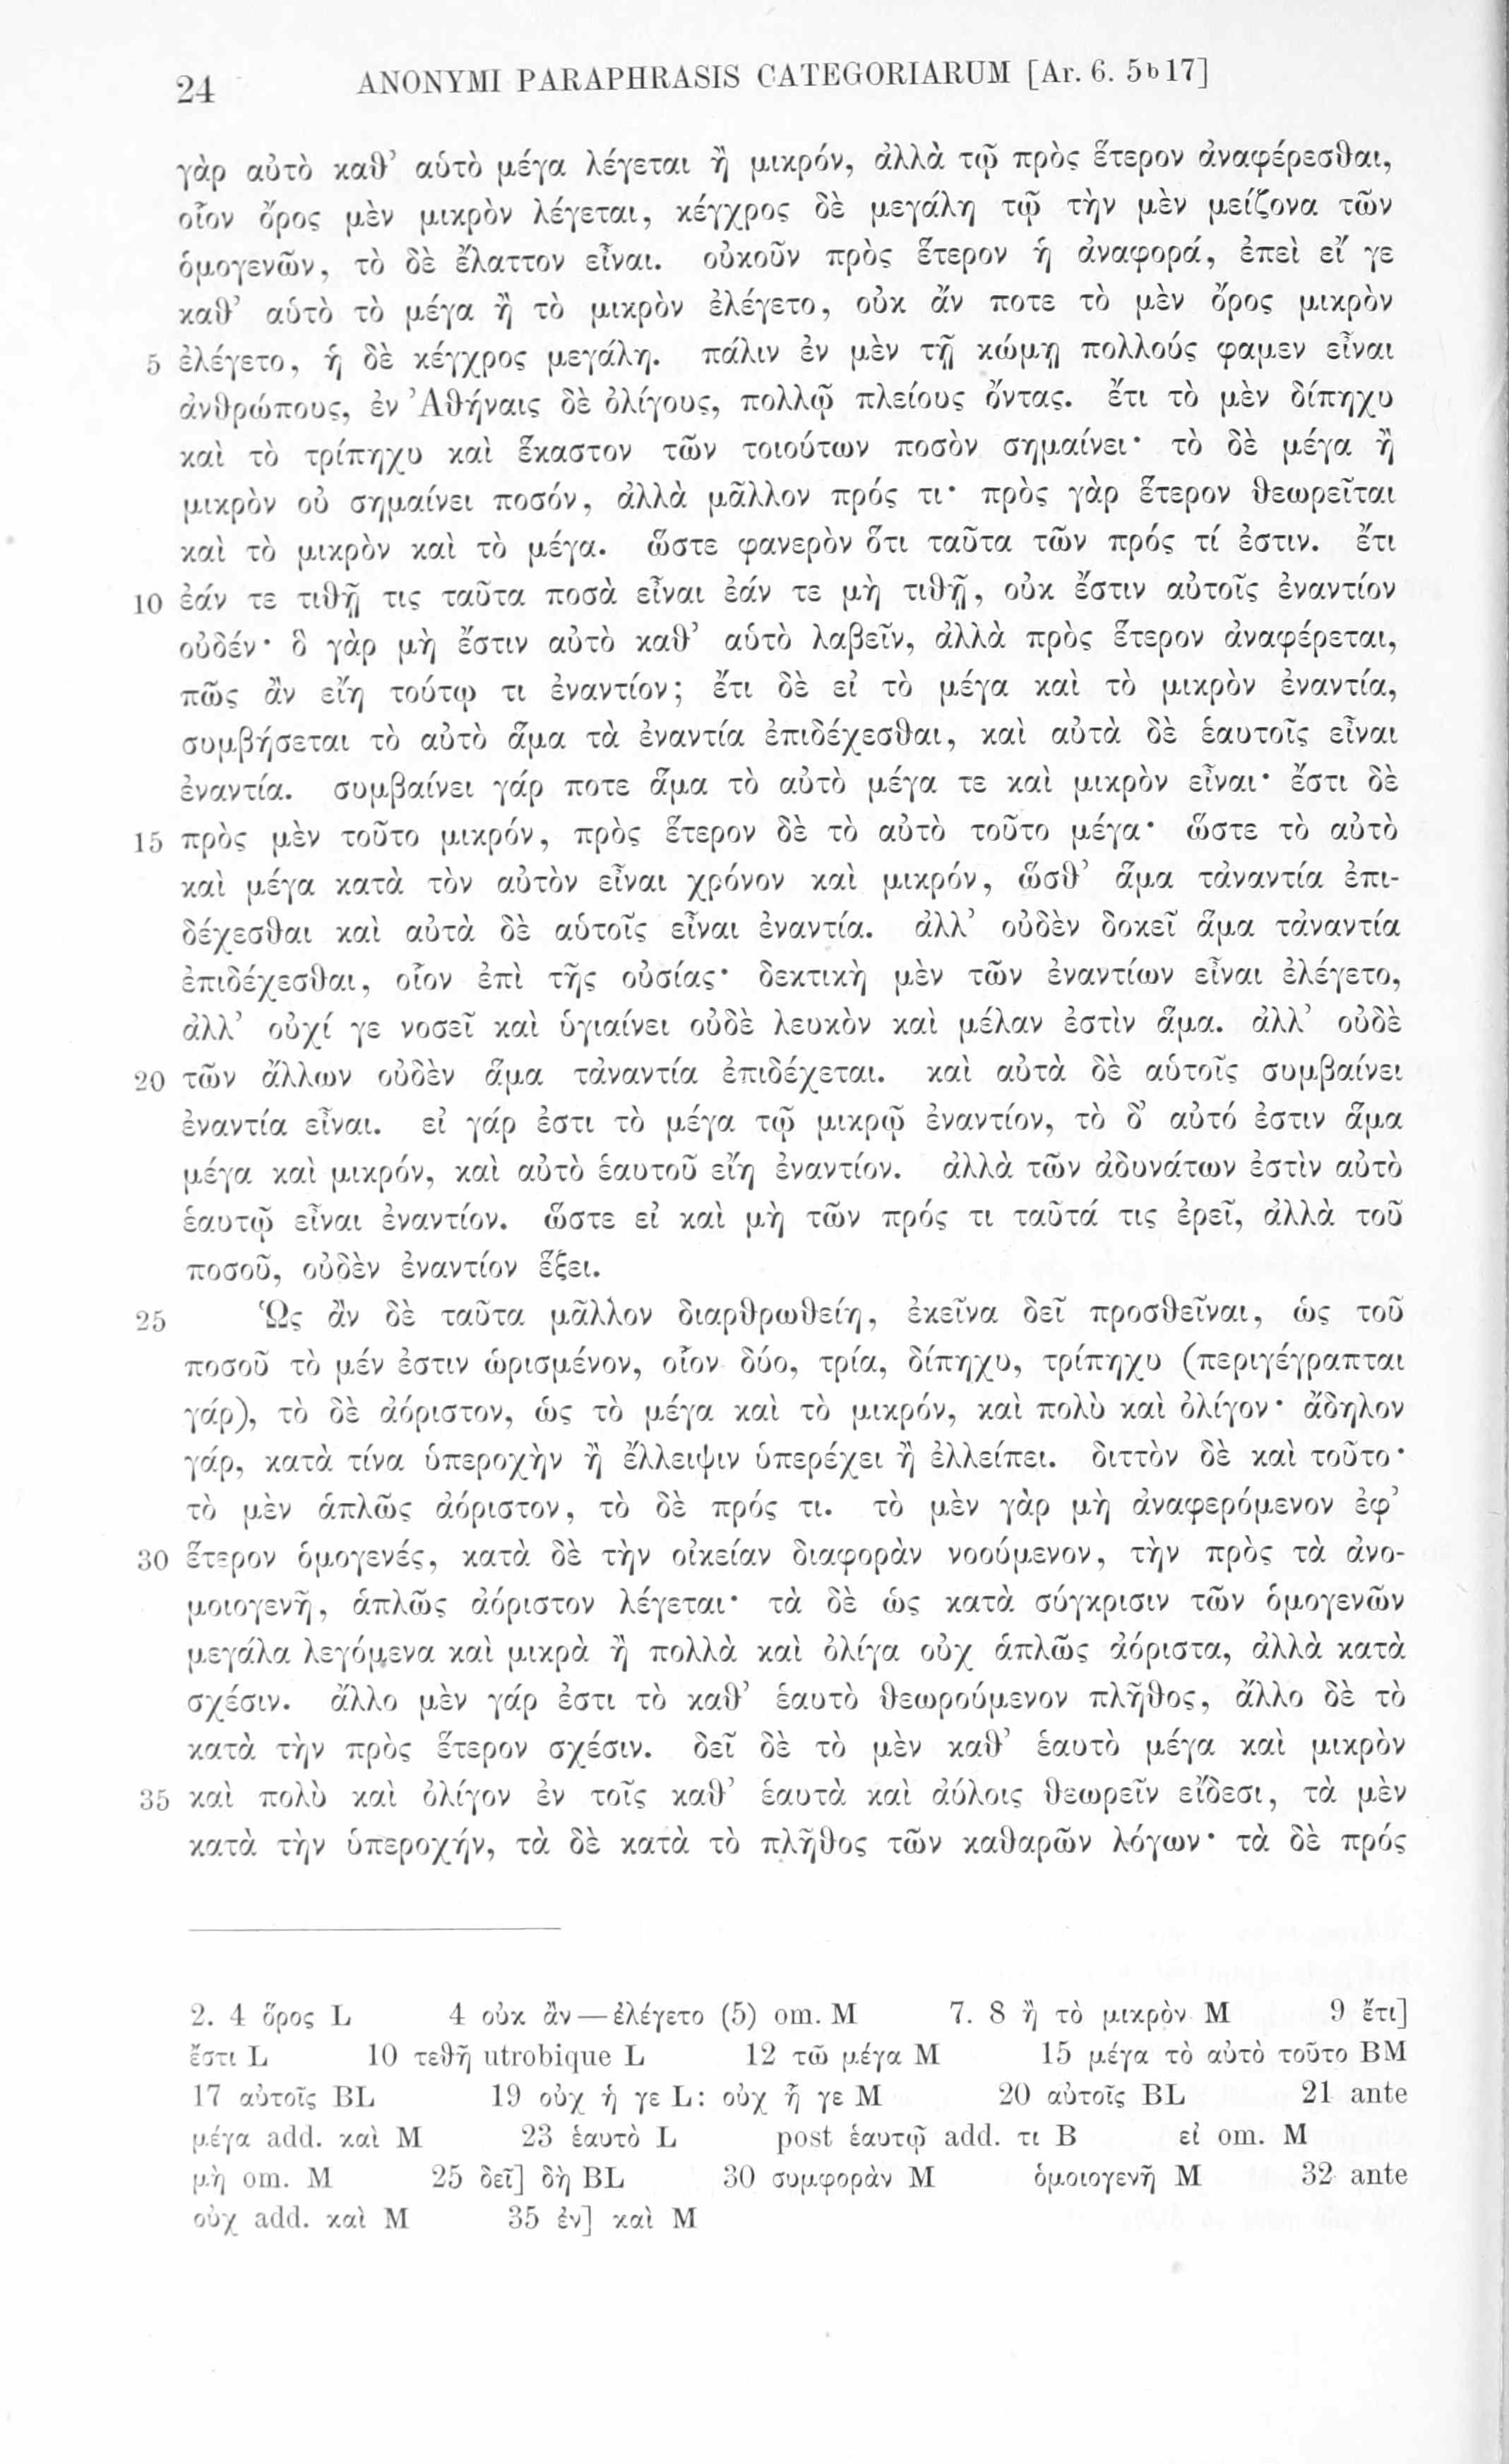 24 ANONYMI PARAPHRASIS CATEGORIARUM [Ar. 6. 5b17]
γὰρ αὐτὸ καθ’ αὑτὸ μέγα λέγεται ἢ μικρόν, ἀλλὰ τῷ πρὸς ἕτερον ἀναφέρεσθαι,
οἷον ὄρος μὲν μικρὸν λέγεται, κέγχρος δὲ μεγάλη τῷ τὴν μὲν μείζονα τῶν
ὁμογενῶν, τὸ δὲ ἔλαττον εἶναι. οὐκοῦν πρὸς ἕτερον ἡ ἀναφορά, ἐπεὶ εἴ γε
καθ’ αὑτὸ τὸ μέγα ἢ τὸ μικρὸν ἐλέγετο, οὐκ ἄν ποτε τὸ μὲν ὄρος μικρὸν
5 ἐλέγετο, ἡ δὲ κέγχρος μεγάλη. πάλιν ἐν μὲν τῇ κώμῃ πολλούς φαμεν εἶναι
ἀνθρώπους, ἐν Ἀθήναις δὲ ὀλίγους, πολλῷ πλείους ὄντας. ἔτι τὸ μὲν δίπηχυ
καὶ τὸ τρίπηχυ καὶ ἕκαστον τῶν τοιούτων ποσὸν σημαίνει· τὸ δὲ μέγα ἢ
μικρὸν οὐ σημαίνει ποσόν, ἀλλὰ μᾶλλον πρός τι· πρὸς γὰρ ἕτερον θεωρεῖται
καὶ τὸ μικρὸν καὶ τὸ μέγα. ὥστε φανερὸν ὅτι ταῦτα τῶν πρός τί ἐστιν. ἔτι
10 ἐάν τε τιθῇ τις ταῦτα ποσὰ εἶναι ἐάν τε μὴ τιθῇ, οὐκ ἔστιν αὐτοῖς ἐναντίον
οὐδέν· ὃ γὰρ μὴ ἔστιν αὐτὸ καθ’ αὑτὸ λαβεῖν, ἀλλὰ πρὸς ἕτερον ἀναφέρεται,
πῶς ἂν εἴη τούτῳ τι ἐναντίον; ἔτι δὲ εἰ τὸ μέγα καὶ τὸ μικρὸν ἐναντία,
συμβήσεται τὸ αὐτὸ ἅμα τὰ ἐναντία ἐπιδέχεσθαι, καὶ αὐτὰ δὲ ἑαυτοῖς εἶναι
ἐναντία. συμβαίνει γάρ ποτε ἅμα τὸ αὐτὸ μέγα τε καὶ μικρὸν εἶναι· ἔστι δὲ
15 πρὸς μὲν τοῦτο μικρόν, πρὸς ἕτερον δὲ τὸ αὐτὸ τοῦτο μέγα· ὥστε τὸ αὐτὸ
καὶ μέγα κατὰ τὸν αὐτὸν εἶναι χρόνον καὶ μικρόν, ὥσθ’ ἅμα τἀναντία ἐπι-
δέχεσθαι καὶ αὐτὰ δὲ αὑτοῖς εἶναι ἐναντία. ἀλλ’ οὐδὲν δοκεῖ ἅμα τἀναντία
ἐπιδέχεσθαι, οἷον ἐπὶ τῆς οὐσίας· δεκτικὴ μὲν τῶν ἐναντίων εἶναι ἐλέγετο,
ἀλλ’ οὐχί γε νοσεῖ καὶ ὑγιαίνει οὐδὲ λευκὸν καὶ μέλαν ἐστὶν ἅμα. ἀλλ’ οὐδὲ
20 τῶν ἄλλων οὐδὲν ἅμα τἀναντία ἐπιδέχεται. καὶ αὐτὰ δὲ αὑτοῖς συμβαίνει
ἐναντία εἶναι. εἰ γάρ ἐστι τὸ μέγα τῷ μικρῷ ἐναντίον, τὸ δ’ αὐτό ἐστιν ἅμα
μέγα καὶ μικρόν, καὶ αὐτὸ ἑαυτοῦ εἴη ἐναντίον. ἀλλὰ τῶν ἀδυνάτων ἐστὶν αὐτὸ
ἑαυτῷ εἶναι ἐναντίον. ὥστε εἰ καὶ μὴ τῶν πρός τι ταῦτά τις ἐρεῖ, ἀλλὰ τοῦ
ποσοῦ, οὐδὲν ἐναντίον ἕξει.
25 Ὡς ἂν δὲ ταῦτα μᾶλλον διαρθρωθείη, ἐκεῖνα δεῖ προσθεῖναι, ὡς τοῦ
ποσοῦ τὸ μέν ἐστιν ὡρισμένον, οἷον δύο, τρία, δίπηχυ, τρίπηχυ (περιγέγραπται
γάρ), τὸ δὲ ἀόριστον, ὡς τὸ μέγα καὶ τὸ μικρόν, καὶ πολὺ καὶ ὀλίγον· ἄδηλον
γάρ, κατὰ τίνα ὑπεροχὴν ἢ ἔλλειψιν ὑπερέχει ἢ ἐλλείπει. διττὸν δὲ καὶ τοῦτο·
τὸ μὲν ἁπλῶς ἀόριστον, τὸ δὲ πρός τι. τὸ μὲν γὰρ μὴ ἀναφερόμενον ἐφ’
30 ἕτερον ὁμογενές, κατὰ δὲ τὴν οἰκείαν διαφορὰν νοούμενον, τὴν πρὸς τὰ ἀνο-
μοιογενῆ, ἁπλῶς ἀόριστον λέγεται· τὰ δὲ ὡς κατὰ σύγκρισιν τῶν ὁμογενῶν
μεγάλα λεγόμενα καὶ μικρὰ ἢ πολλὰ καὶ ὀλίγα οὐχ ἁπλῶς ἀόριστα, ἀλλὰ κατὰ
σχέσιν. ἄλλο μὲν γάρ ἐστι τὸ καθ’ ἑαυτὸ θεωρούμενον πλῆθος, ἄλλο δὲ τὸ
κατὰ τὴν πρὸς ἕτερον σχέσιν. δεῖ δὲ τὸ μὲν καθ’ ἑαυτὸ μέγα καὶ μικρὸν
35 καὶ πολὺ καὶ ὀλίγον ἐν τοῖς καθ’ ἑαυτὰ καὶ ἀύλοις θεωρεῖν εἴδεσι, τὰ μὲν
κατὰ τὴν ὑπεροχήν, τὰ δὲ κατὰ τὸ πλῆθος τῶν καθαρῶν λόγων· τὰ δὲ πρός
2. 4 ὅρος L 4 οὐκ ἂν — ἐλέγετο (5) om. M 7. 8 ἢ τὸ μικρὸν M 9 ἔτι]
ἔστι L 10 τεθῆ utrobique L 12 τῶ μέγα M 15 μέγα τὸ αὐτὸ τοῦτο BM
17 αὐτοῖς BL 19 οὐχ ἡ γε L: οὐχ ἦ γε M 20 αὐτοῖς BL 21 ante
μέγα add. καὶ M 23 ἑαυτὸ L post ἑαυτῷ add. τι B εἰ om. M
μὴ om. M 25 δεῖ] δὴ BL 30 συμφορὰν M ὁμοιογενῆ M 32 ante
οὐχ add. καὶ M 35 ἐν] καὶ M